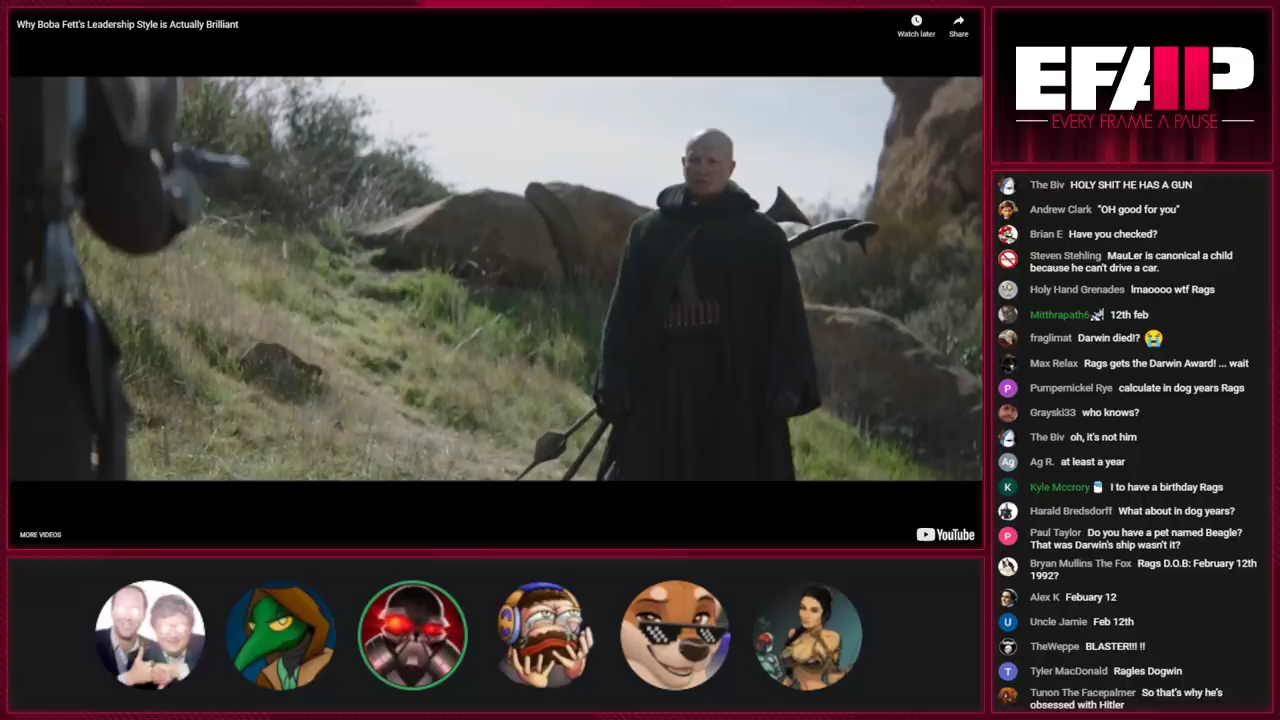 Why Boba Fett's Leadership Style is Actually Brilliant
Watch later
Share
MORE VIDEOS
YouTube
EFAP
EVERY FRAME A PAUSE
The Biv HOLY SHIT HE HAS A GUN
Andrew Clark "OH good for you"
Brian E Have you checked?
Steven Stehling MauLer is canonical a child
because he can't drive a car.
Holy Hand Grenades lmaoooo wtf Rags
Mitthrapath6 12th feb
fraglimat Darwin died!? 😭
Max Relax Rags gets the Darwin Award! ... wait
P
Pumpernickel Rye calculate in dog years Rags
Grayski33 who knows?
The Biv oh, it's not him
Ag
Ag R. at least a year
K
Kyle Mccrory I to have a birthday Rags
Harald Bredsdorff What about in dog years?
P
Paul Taylor Do you have a pet named Beagle?
That was Darwin's ship wasn't it?
Bryan Mullins The Fox Rags D.O.B: February 12th
1992?
Alex K Febuary 12
U
Uncle Jamie Feb 12th
TheWeppe BLASTER!!! !!
T
Tyler MacDonald Ragles Dogwin
Tunon The Facepalmer So that's why he's
obsessed with Hitler